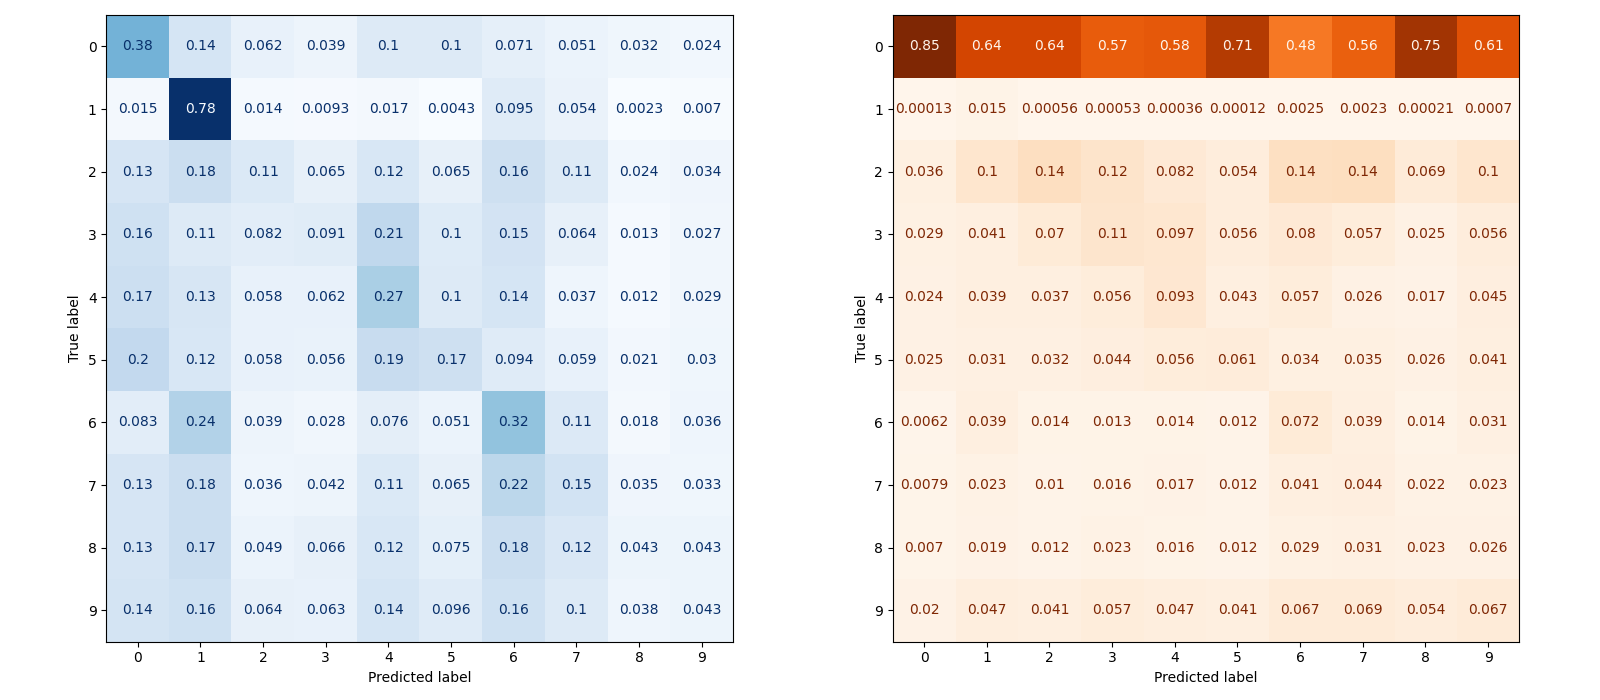 0 0.38 0.14 0.062 0.039 0.1 0.1 0.071 0.051 0.032 0.024
1 0.015 0.78 0.014 0.0093 0.017 0.0043 0.095 0.054 0.0023 0.007
2 0.13 0.18 0.11 0.065 0.12 0.065 0.16 0.11 0.024 0.034
3 0.16 0.11 0.082 0.091 0.21 0.1 0.15 0.064 0.013 0.027
4 0.17 0.13 0.058 0.062 0.27 0.1 0.14 0.037 0.012 0.029
True label
5 0.2 0.12 0.058 0.056 0.19 0.17 0.094 0.059 0.021 0.03
6 0.083 0.24 0.039 0.028 0.076 0.051 0.32 0.11 0.018 0.036
7 0.13 0.18 0.036 0.042 0.11 0.065 0.22 0.15 0.035 0.033
8 0.13 0.17 0.049 0.066 0.12 0.075 0.18 0.12 0.043 0.043
9 0.14 0.16 0.064 0.063 0.14 0.096 0.16 0.1 0.038 0.043
0 1 2 3 4 5 6 7 8 9
Predicted label
0 0.85 0.64 0.64 0.57 0.58 0.71 0.48 0.56 0.75 0.61
1 0.00013 0.015 0.00056 0.00053 0.00036 0.00012 0.0025 0.0023 0.00021 0.0007
2 0.036 0.1 0.14 0.12 0.082 0.054 0.14 0.14 0.069 0.1
3 0.029 0.041 0.07 0.11 0.097 0.056 0.08 0.057 0.025 0.056
4 0.024 0.039 0.037 0.056 0.093 0.043 0.057 0.026 0.017 0.045
True label
5 0.025 0.031 0.032 0.044 0.056 0.061 0.034 0.035 0.026 0.041
6 0.0062 0.039 0.014 0.013 0.014 0.012 0.072 0.039 0.014 0.031
7 0.0079 0.023 0.01 0.016 0.017 0.012 0.041 0.044 0.022 0.023
8 0.007 0.019 0.012 0.023 0.016 0.012 0.029 0.031 0.023 0.026
9 0.02 0.047 0.041 0.057 0.047 0.041 0.067 0.069 0.054 0.067
0 1 2 3 4 5 6 7 8 9
Predicted label